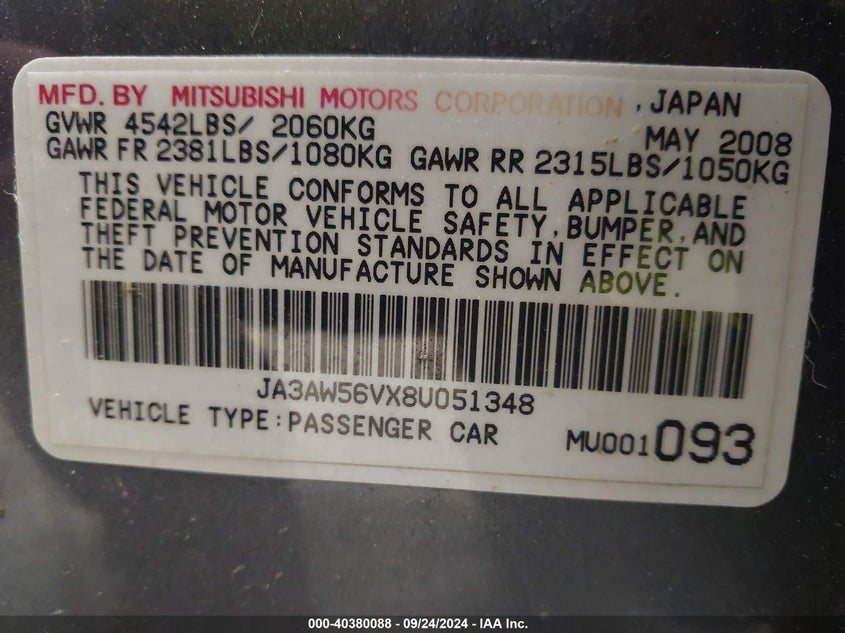 MFD. BY MITSUBISHI MOTORS CORPORATION , JAPAN
GVWR 4542LBS/ 2060KG MAY 2008
GAWR FR 2381LBS/1080KG GAWR RR 2315LBS/1050KG
THIS VEHICLE CONFORMS TO ALL APPLICABLE
FEDERAL MOTOR VEHICLE SAFETY, BUMPER, AND
THEFT PREVENTION STANDARDS IN EFFECT ON
THE DATE OF MANUFACTURE SHOWN ABOVE.
JA3AW56VX8U051348
VEHICLE TYPE:PASSENGER CAR MU001093
000-40380088 - 09/24/2024 - IAA Inc.